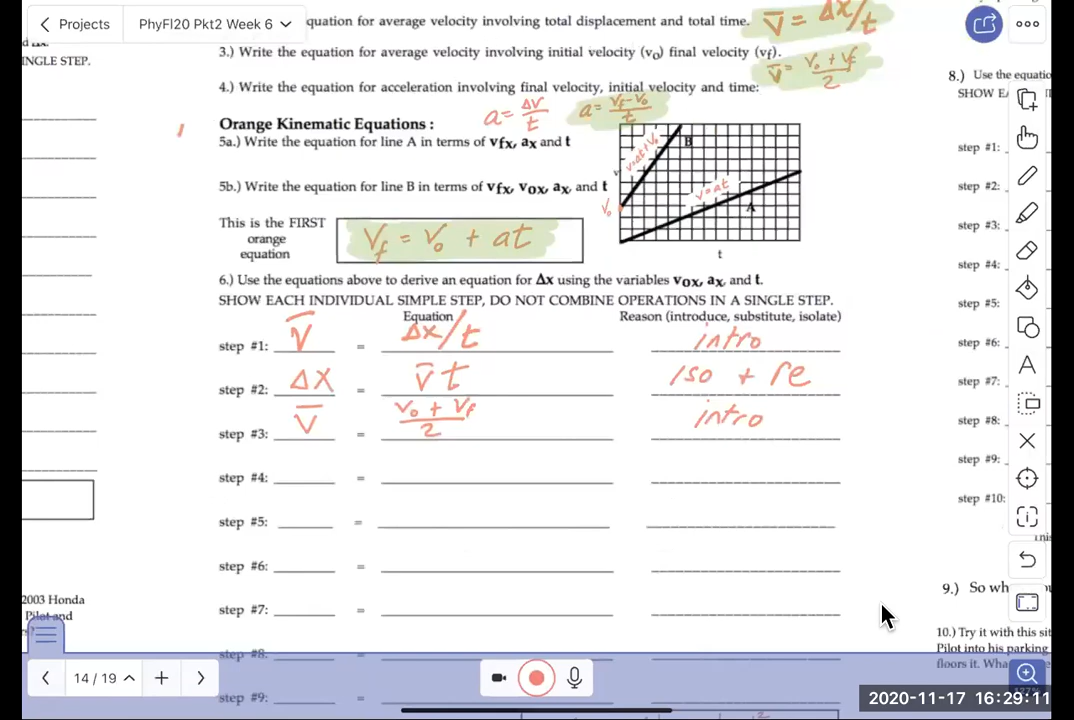 Projects
PhyFl20 Pkt2 Week 6
quation for average velocity involving total displacement and total time. V̄ = Δx/t
INGLE STEP.
3.) Write the equation for average velocity involving initial velocity (v₀) final velocity (vf). V̄ = (V₀ + Vf)/2
4.) Write the equation for acceleration involving final velocity, initial velocity and time:
a = ΔV/t a = (Vf - V₀)/t
Orange Kinematic Equations :
5a.) Write the equation for line A in terms of vfx, ax and t
5b.) Write the equation for line B in terms of vfx, vox, ax, and t
v=at+V₀
B
v=at
A
V₀
t
This is the FIRST
orange
equation
Vf = V₀ + at
6.) Use the equations above to derive an equation for Δx using the variables vox, ax, and t.
SHOW EACH INDIVIDUAL SIMPLE STEP, DO NOT COMBINE OPERATIONS IN A SINGLE STEP.
Equation Reason (introduce, substitute, isolate)
step #1: V̄ = Δx/t intro
step #2: Δx = V̄t iso + re
step #3: V̄ = (V₀ + Vf)/2 intro
step #4: =
step #5: =
step #6: =
step #7: =
step #8: =
step #9: =
8.) Use the equatio
SHOW E
step #1:
step #2:
step #3:
step #4:
step #5:
step #6:
step #7:
step #8:
step #9:
step #10:
9.) So wh
10.) Try it with this sit
Pilot into his parking
floors it. Wha
2003 Honda
Pilot and
14 / 19
2020-11-17 16:29:11